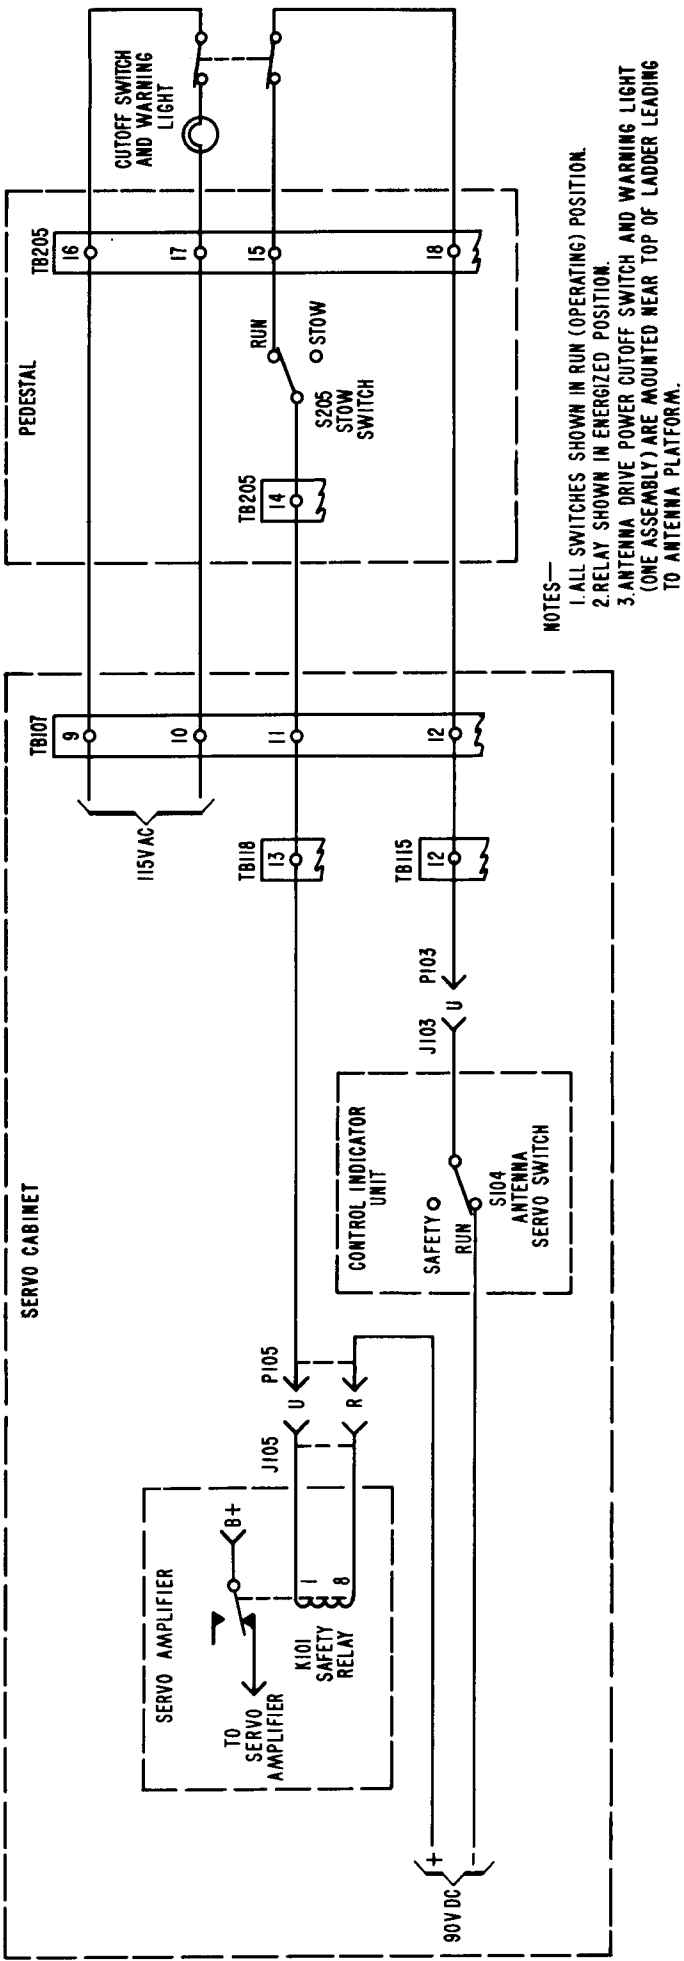 SERVO CABINET
SERVO AMPLIFIER
B+
TO
SERVO
AMPLIFIER
K101
SAFETY
RELAY
1
8
J105
P105
U
R
90V DC
+
–
CONTROL INDICATOR
UNIT
SAFETY
RUN
S104
ANTENNA
SERVO SWITCH
J103
P103
U
115V AC
TB118
13
TB115
12
TB107
9
10
11
12
PEDESTAL
TB205
14
S205
STOW
SWITCH
RUN
STOW
TB205
16
17
15
18
CUTOFF SWITCH
AND WARNING
LIGHT
NOTES—
1. ALL SWITCHES SHOWN IN RUN (OPERATING) POSITION.
2. RELAY SHOWN IN ENERGIZED POSITION.
3. ANTENNA DRIVE POWER CUTOFF SWITCH AND WARNING LIGHT
(ONE ASSEMBLY) ARE MOUNTED NEAR TOP OF LADDER LEADING
TO ANTENNA PLATFORM.